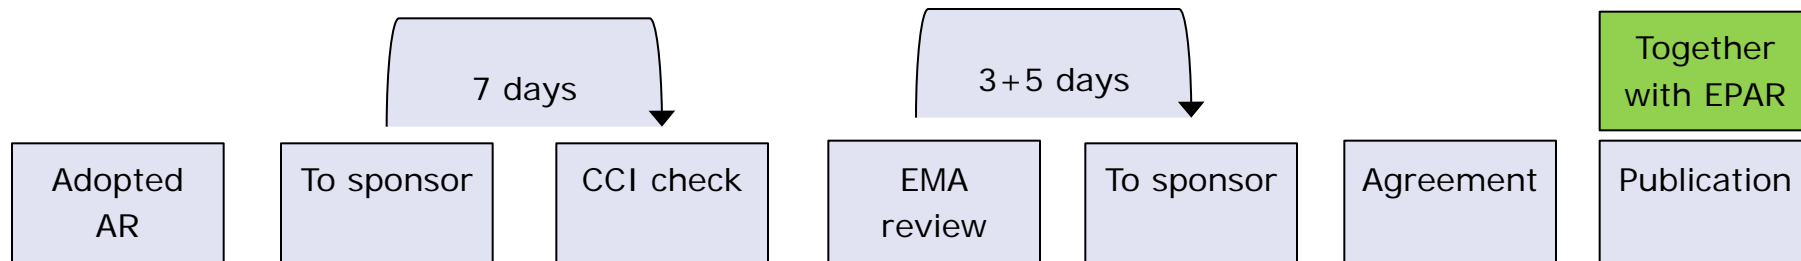 7 days
3+5 days
Together
with EPAR
Adopted
AR
To sponsor
CCI check
EMA
review
To sponsor
Agreement
Publication